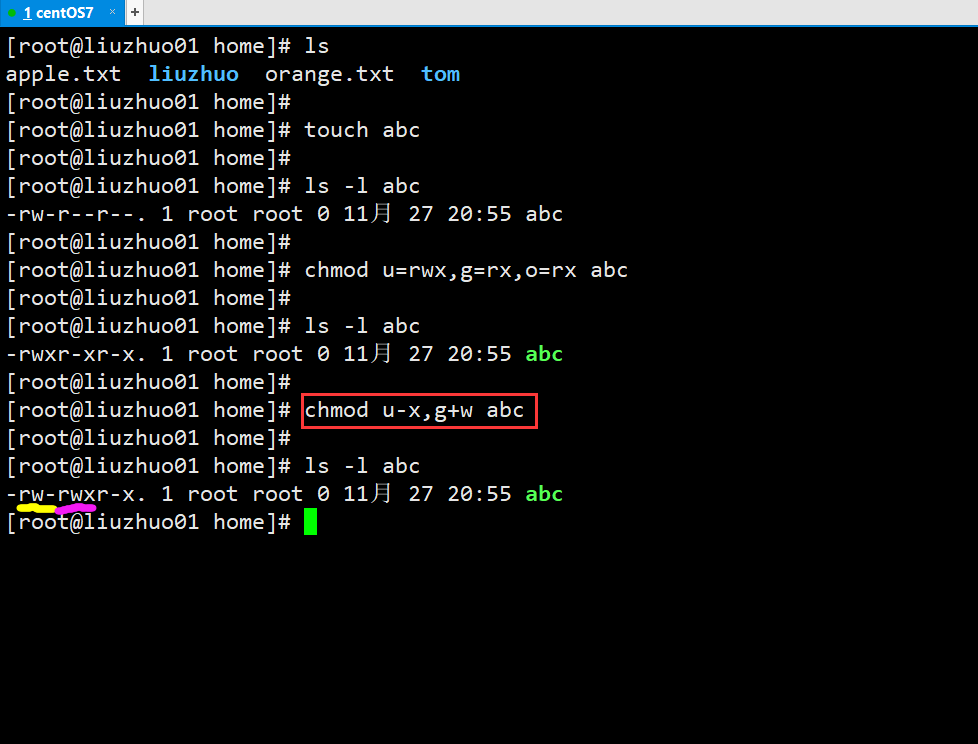 1 centOS7 × +
[root@liuzhuo01 home]# ls
apple.txt  liuzhuo  orange.txt  tom
[root@liuzhuo01 home]#
[root@liuzhuo01 home]# touch abc
[root@liuzhuo01 home]#
[root@liuzhuo01 home]# ls -l abc
-rw-r--r--. 1 root root 0 11月 27 20:55 abc
[root@liuzhuo01 home]#
[root@liuzhuo01 home]# chmod u=rwx,g=rx,o=rx abc
[root@liuzhuo01 home]#
[root@liuzhuo01 home]# ls -l abc
-rwxr-xr-x. 1 root root 0 11月 27 20:55 abc
[root@liuzhuo01 home]#
[root@liuzhuo01 home]# chmod u-x,g+w abc
[root@liuzhuo01 home]#
[root@liuzhuo01 home]# ls -l abc
-rw-rwxr-x. 1 root root 0 11月 27 20:55 abc
[root@liuzhuo01 home]#